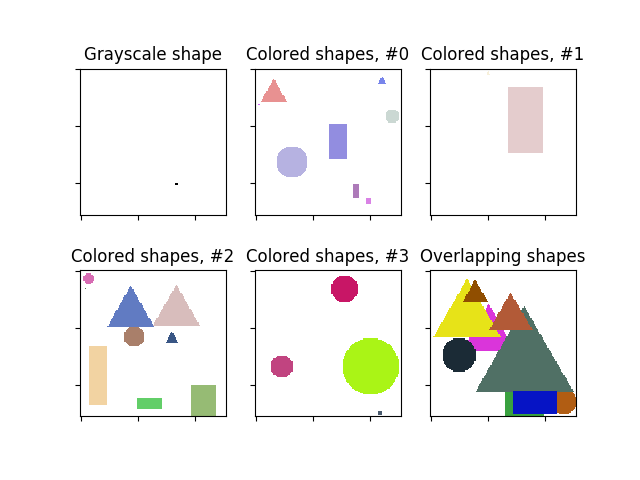 Grayscale shape
Colored shapes, #0
Colored shapes, #1
Colored shapes, #2
Colored shapes, #3
Overlapping shapes